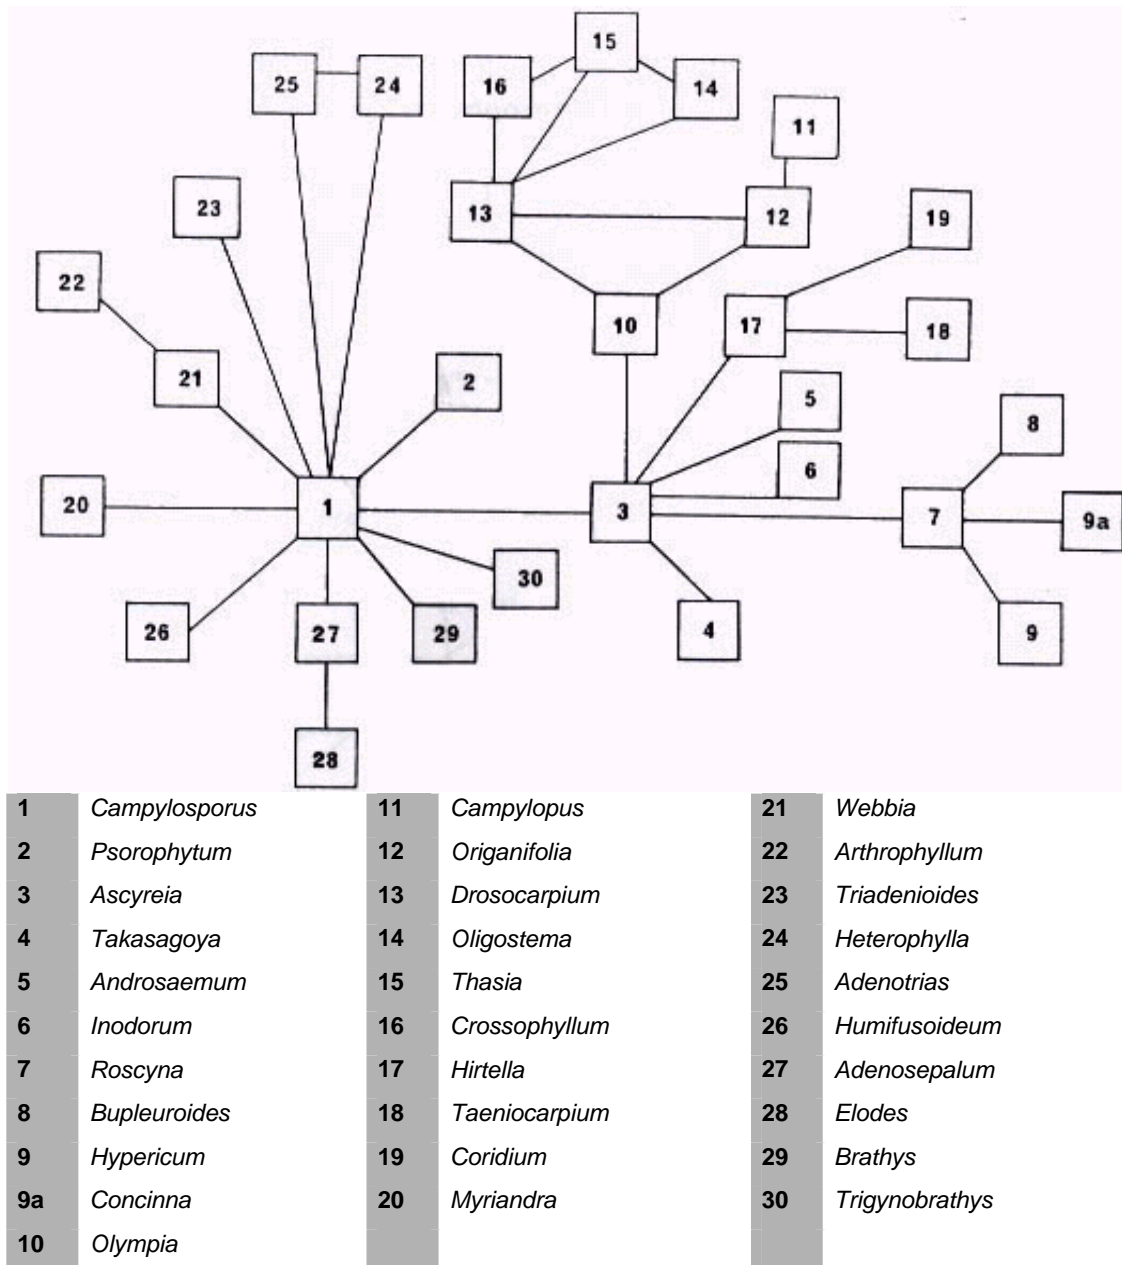 15
25 24 16 14
11
23 13 12 19
22
10 17 18
21 2 5
8
6
20 1 3 7 9a
30
26 27 29 4 9
28
1 Campylosporus 11 Campylopus 21 Webbia
2 Psorophytum 12 Origanifolia 22 Arthrophyllum
3 Ascyreia 13 Drosocarpium 23 Triadenioides
4 Takasagoya 14 Oligostema 24 Heterophylla
5 Androsaemum 15 Thasia 25 Adenotrias
6 Inodorum 16 Crossophyllum 26 Humifusoideum
7 Roscyna 17 Hirtella 27 Adenosepalum
8 Bupleuroides 18 Taeniocarpium 28 Elodes
9 Hypericum 19 Coridium 29 Brathys
9a Concinna 20 Myriandra 30 Trigynobrathys
10 Olympia